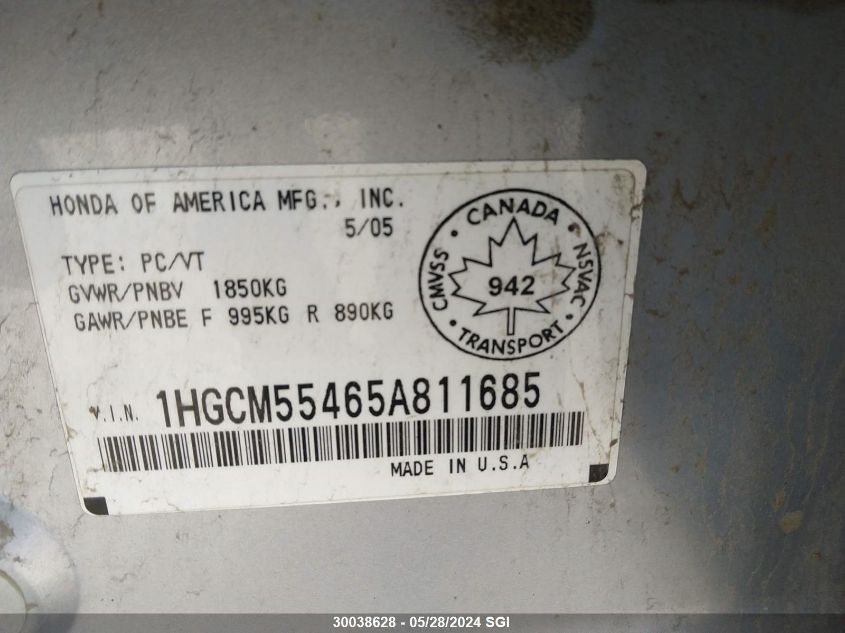 HONDA OF AMERICA MFG., INC.
5/05
TYPE: PC/VT
GVWR/PNBV 1850KG
GAWR/PNBE F 995KG R 890KG
· CANADA ·
CMVSS
NSVAC
942
· TRANSPORT ·
V.I.N. 1HGCM55465A811685
MADE IN U.S.A
30038628 - 05/28/2024 SGI